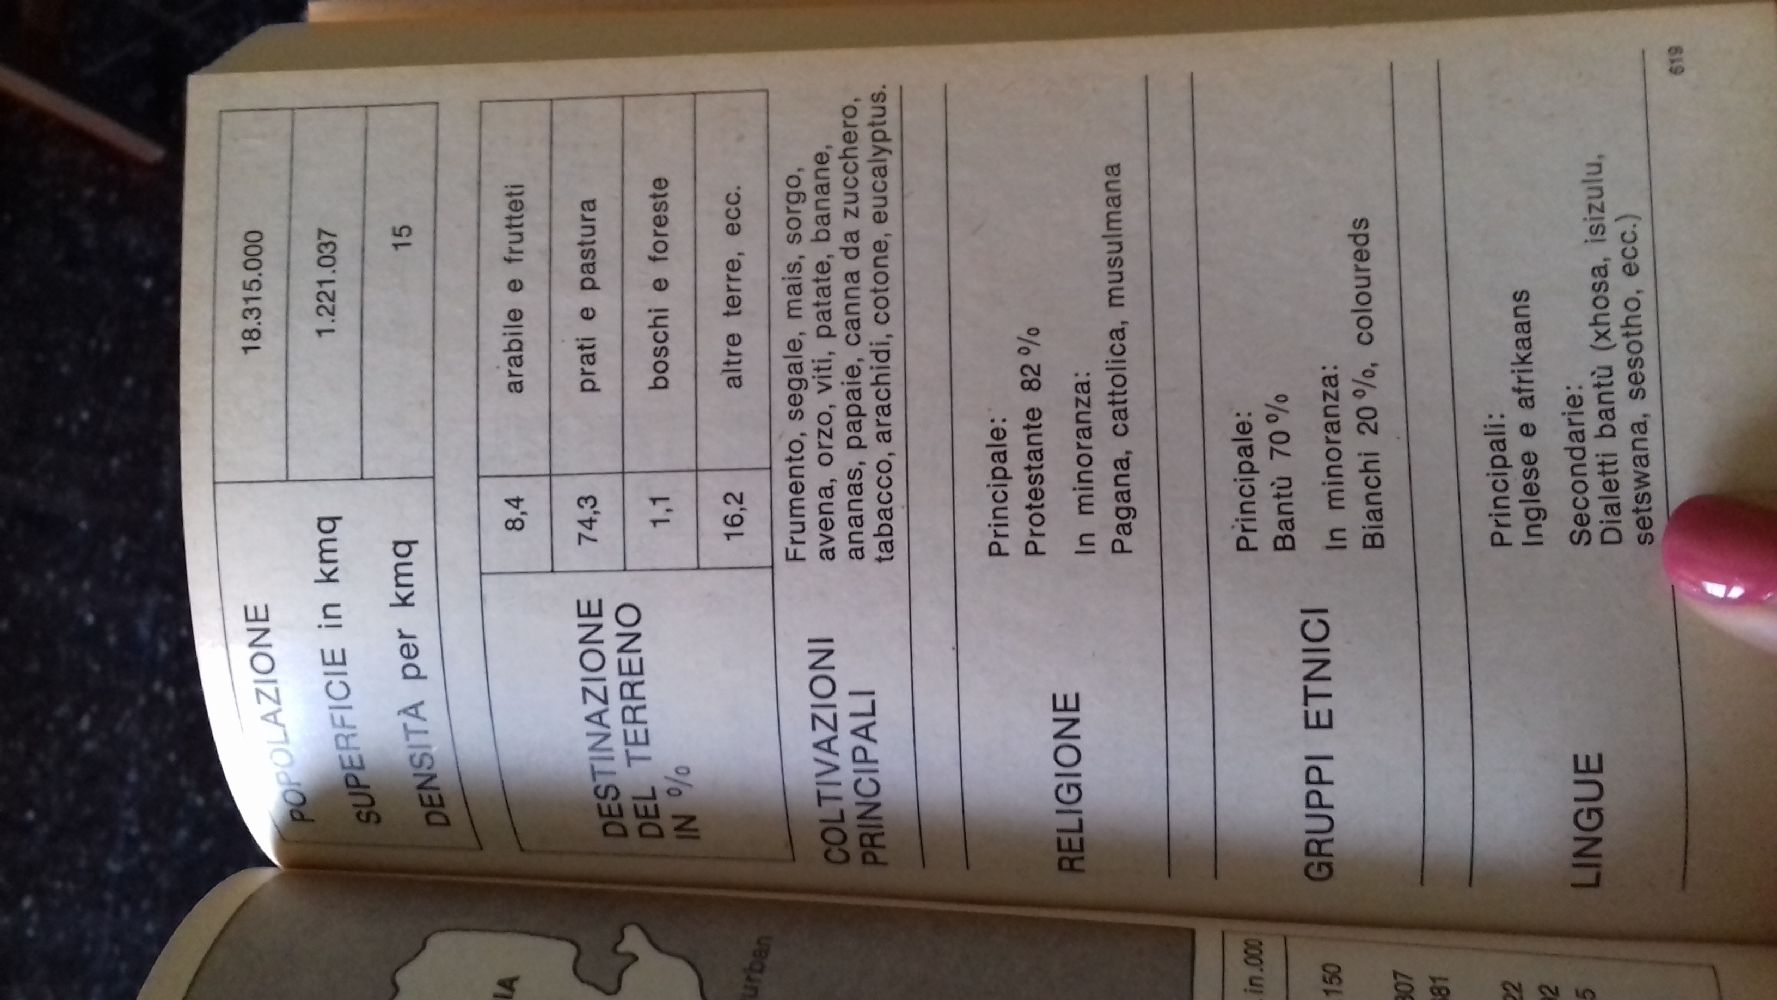 POPOLAZIONE 18.315.000
SUPERFICIE in kmq 1.221.037
DENSITÀ per kmq 15
DESTINAZIONE
DEL TERRENO
IN %
8,4 arabile e frutteti
74,3 prati e pastura
1,1 boschi e foreste
16,2 altre terre, ecc.
COLTIVAZIONI
PRINCIPALI
Frumento, segale, mais, sorgo,
avena, orzo, viti, patate, banane,
ananas, papaie, canna da zucchero,
tabacco, arachidi, cotone, eucalyptus.
RELIGIONE
Principale:
Protestante 82 %
In minoranza:
Pagana, cattolica, musulmana
GRUPPI ETNICI
Principale:
Bantù 70 %
In minoranza:
Bianchi 20 %, coloureds
LINGUE
Principali:
Inglese e afrikaans
Secondarie:
Dialetti bantù (xhosa, isizulu,
setswana, sesotho, ecc.)
619
in .000
150